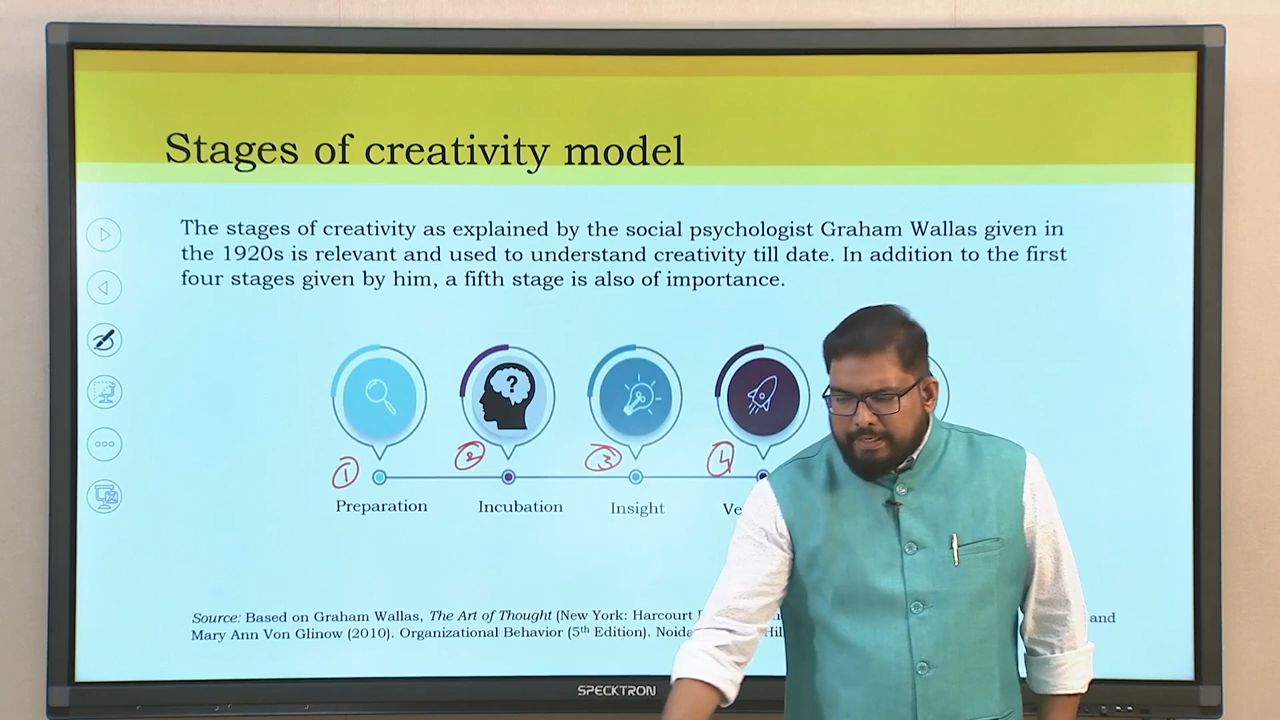 Stages of creativity model
The stages of creativity as explained by the social psychologist Graham Wallas given in
the 1920s is relevant and used to understand creativity till date. In addition to the first
four stages given by him, a fifth stage is also of importance.
?
1 2 3 4
Preparation Incubation Insight
Source: Based on Graham Wallas, The Art of Thought (New York: Harcourt and
Mary Ann Von Glinow (2010). Organizational Behavior (5th Edition).
SPECKTRON